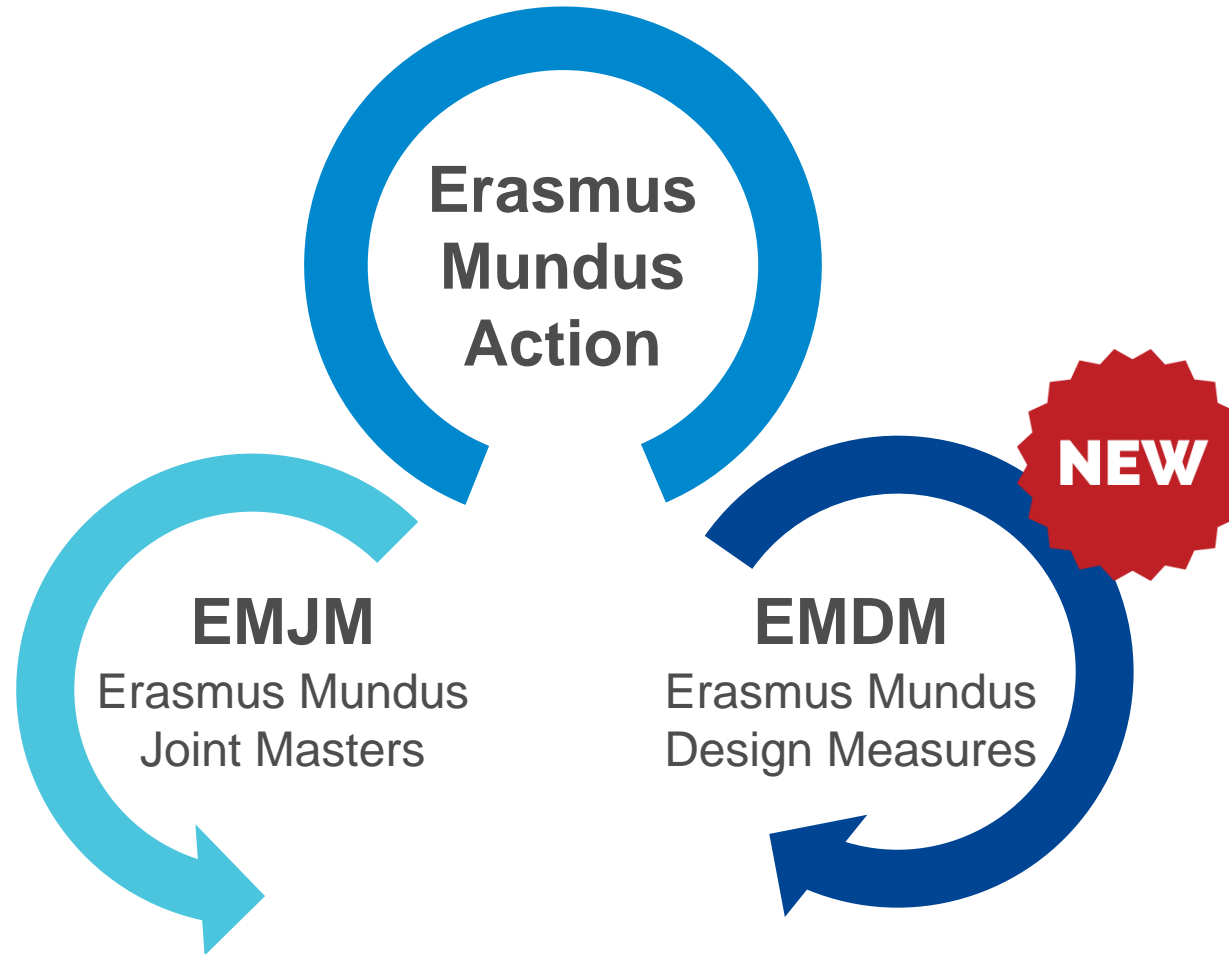 Erasmus
Mundus
Action
NEW
EMJM
Erasmus Mundus
Joint Masters
EMDM
Erasmus Mundus
Design Measures